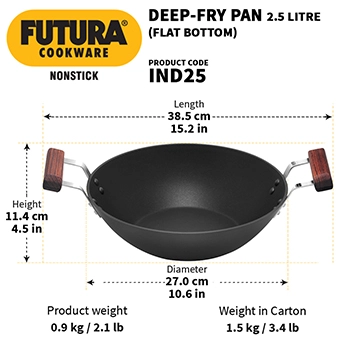 FUTURA®
COOKWARE
NONSTICK
DEEP-FRY PAN 2.5 LITRE
(FLAT BOTTOM)
PRODUCT CODE
IND25
Length
38.5 cm
15.2 in
Height
11.4 cm
4.5 in
Diameter
27.0 cm
10.6 in
Product weight
0.9 kg / 2.1 lb
Weight in Carton
1.5 kg / 3.4 lb